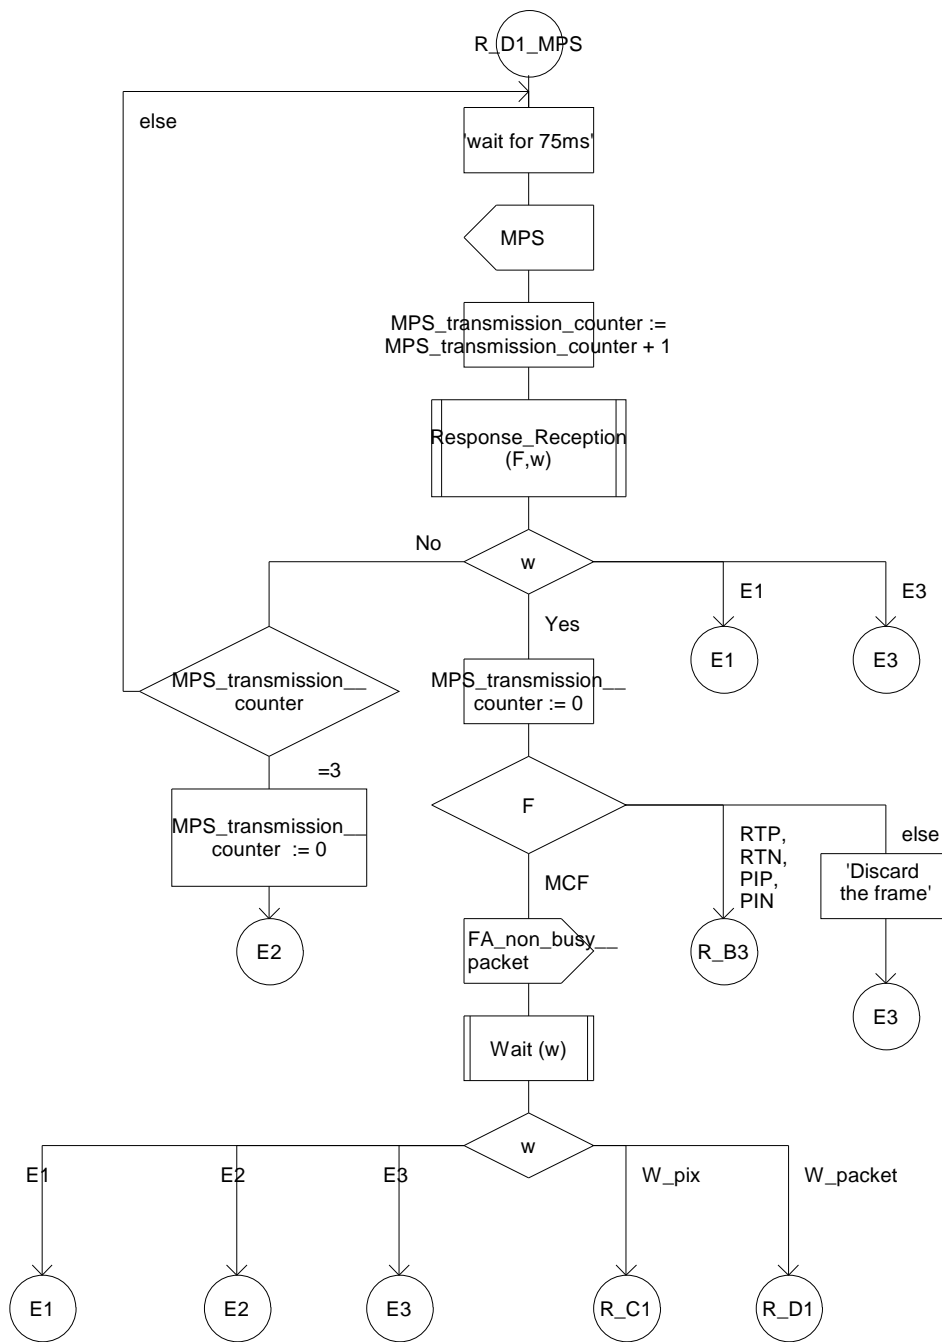 R_D1_MPS
else
'wait for 75ms'
MPS
MPS_transmission_counter :=
MPS_transmission_counter + 1
Response_Reception
(F,w)
No
w
E1
E3
Yes
E1
E3
MPS_transmission__
counter
MPS_transmission__
counter := 0
=3
F
MPS_transmission__
counter := 0
RTP,
RTN,
PIP,
PIN
else
'Discard
the frame'
MCF
E2
FA_non_busy__
packet
R_B3
E3
Wait (w)
w
E1
E2
E3
W_pix
W_packet
E1
E2
E3
R_C1
R_D1